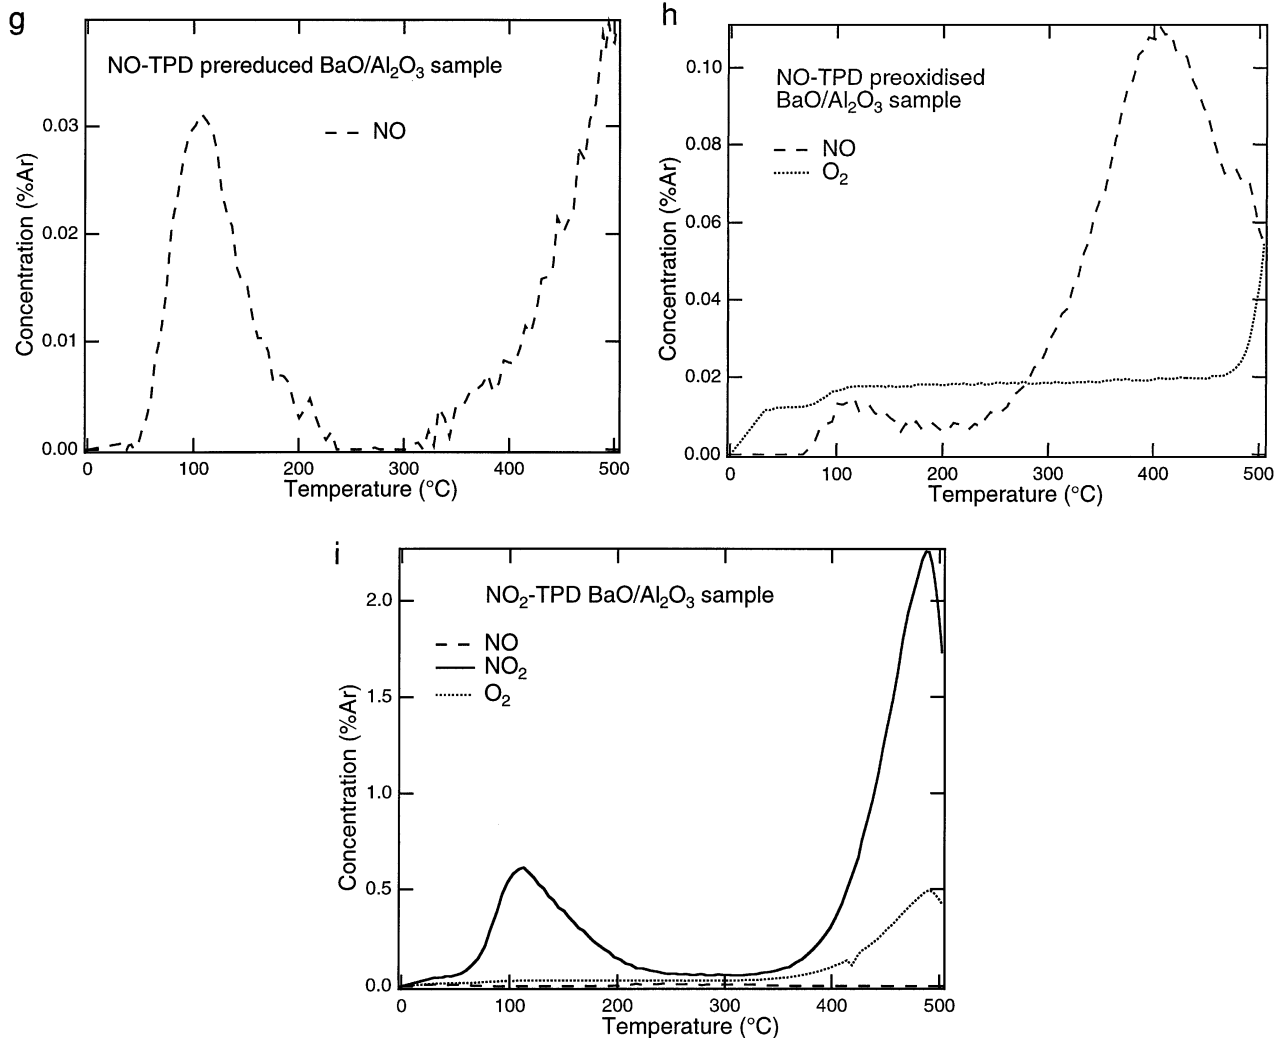 g
NO-TPD prereduced BaO/Al₂O₃ sample
NO
0.03
0.02
0.01
0.00
Concentration (%Ar)
0 100 200 300 400 500
Temperature (°C)
h
NO-TPD preoxidised
BaO/Al₂O₃ sample
NO
O₂
0.10
0.08
0.06
0.04
0.02
0.00
Concentration (%Ar)
0 100 200 300 400 500
Temperature (°C)
i
NO₂-TPD BaO/Al₂O₃ sample
NO
NO₂
O₂
2.0
1.5
1.0
0.5
0.0
Concentration (%Ar)
0 100 200 300 400 500
Temperature (°C)